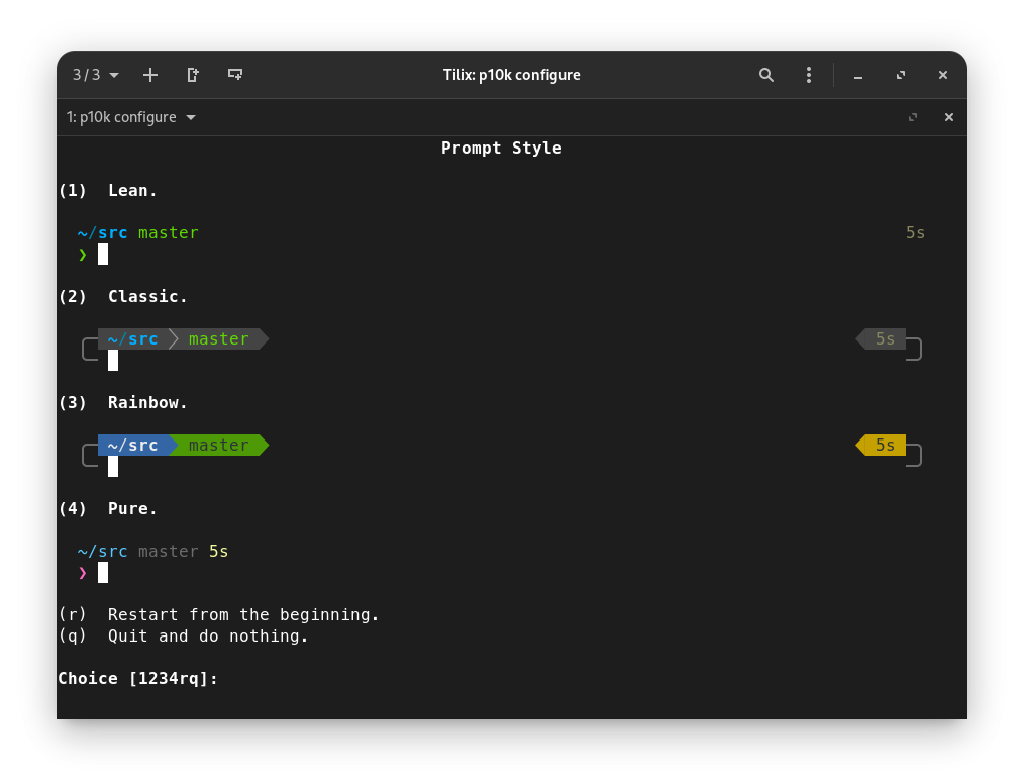 3 / 3
Tilix: p10k configure
1: p10k configure
Prompt Style
(1) Lean.
~/src master 5s
❯
(2) Classic.
~/src master 5s
(3) Rainbow.
~/src master 5s
(4) Pure.
~/src master 5s
❯
(r) Restart from the beginning.
(q) Quit and do nothing.
Choice [1234rq]: